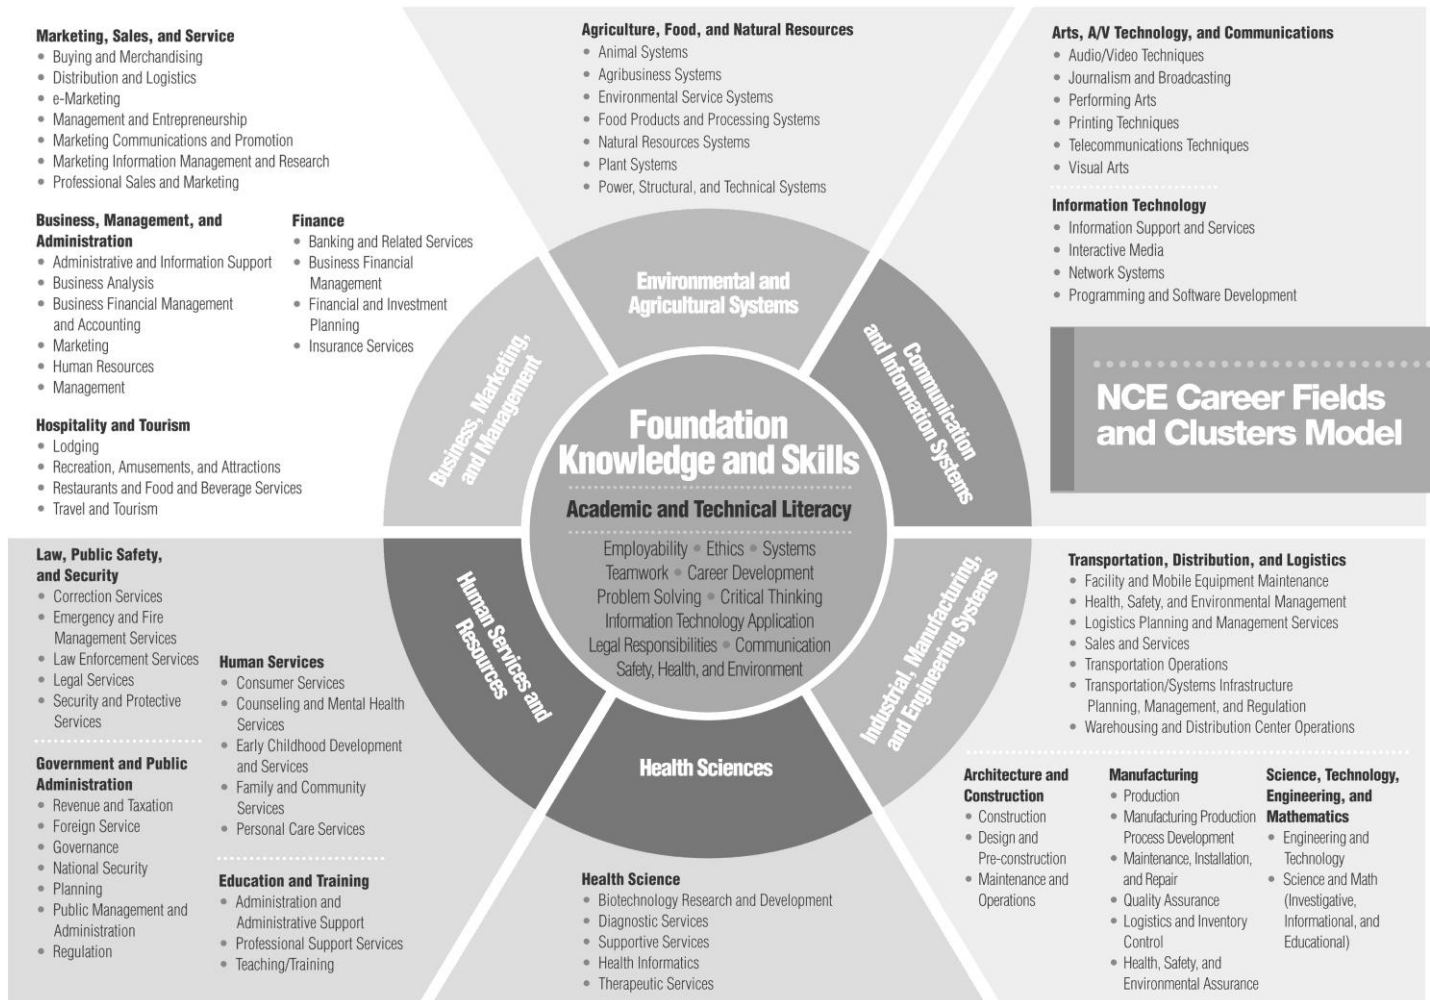 Marketing, Sales, and Service
• Buying and Merchandising
• Distribution and Logistics
• e-Marketing
• Management and Entrepreneurship
• Marketing Communications and Promotion
• Marketing Information Management and Research
• Professional Sales and Marketing
Business, Management, and
Administration
• Administrative and Information Support
• Business Analysis
• Business Financial Management
and Accounting
• Marketing
• Human Resources
• Management
Finance
• Banking and Related Services
• Business Financial
Management
• Financial and Investment
Planning
• Insurance Services
Hospitality and Tourism
• Lodging
• Recreation, Amusements, and Attractions
• Restaurants and Food and Beverage Services
• Travel and Tourism
Agriculture, Food, and Natural Resources
• Animal Systems
• Agribusiness Systems
• Environmental Service Systems
• Food Products and Processing Systems
• Natural Resources Systems
• Plant Systems
• Power, Structural, and Technical Systems
Arts, A/V Technology, and Communications
• Audio/Video Techniques
• Journalism and Broadcasting
• Performing Arts
• Printing Techniques
• Telecommunications Techniques
• Visual Arts
Information Technology
• Information Support and Services
• Interactive Media
• Network Systems
• Programming and Software Development
NCE Career Fields
and Clusters Model
Environmental and
Agricultural Systems
Business, Marketing,
and Management
Communication
and Information Systems
Foundation
Knowledge and Skills
Academic and Technical Literacy
Employability • Ethics • Systems
Teamwork • Career Development
Problem Solving • Critical Thinking
Information Technology Application
Legal Responsibilities • Communication
Safety, Health, and Environment
Human Services and
Resources
Industrial, Manufacturing,
and Engineering Systems
Health Sciences
Law, Public Safety,
and Security
• Correction Services
• Emergency and Fire
Management Services
• Law Enforcement Services
• Legal Services
• Security and Protective
Services
Government and Public
Administration
• Revenue and Taxation
• Foreign Service
• Governance
• National Security
• Planning
• Public Management and
Administration
• Regulation
Human Services
• Consumer Services
• Counseling and Mental Health
Services
• Early Childhood Development
and Services
• Family and Community
Services
• Personal Care Services
Education and Training
• Administration and
Administrative Support
• Professional Support Services
• Teaching/Training
Health Science
• Biotechnology Research and Development
• Diagnostic Services
• Supportive Services
• Health Informatics
• Therapeutic Services
Transportation, Distribution, and Logistics
• Facility and Mobile Equipment Maintenance
• Health, Safety, and Environmental Management
• Logistics Planning and Management Services
• Sales and Services
• Transportation Operations
• Transportation/Systems Infrastructure
Planning, Management, and Regulation
• Warehousing and Distribution Center Operations
Architecture and
Construction
• Construction
• Design and
Pre-construction
• Maintenance and
Operations
Manufacturing
• Production
• Manufacturing Production
Process Development
• Maintenance, Installation,
and Repair
• Quality Assurance
• Logistics and Inventory
Control
• Health, Safety, and
Environmental Assurance
Science, Technology,
Engineering, and
Mathematics
• Engineering and
Technology
• Science and Math
(Investigative,
Informational, and
Educational)